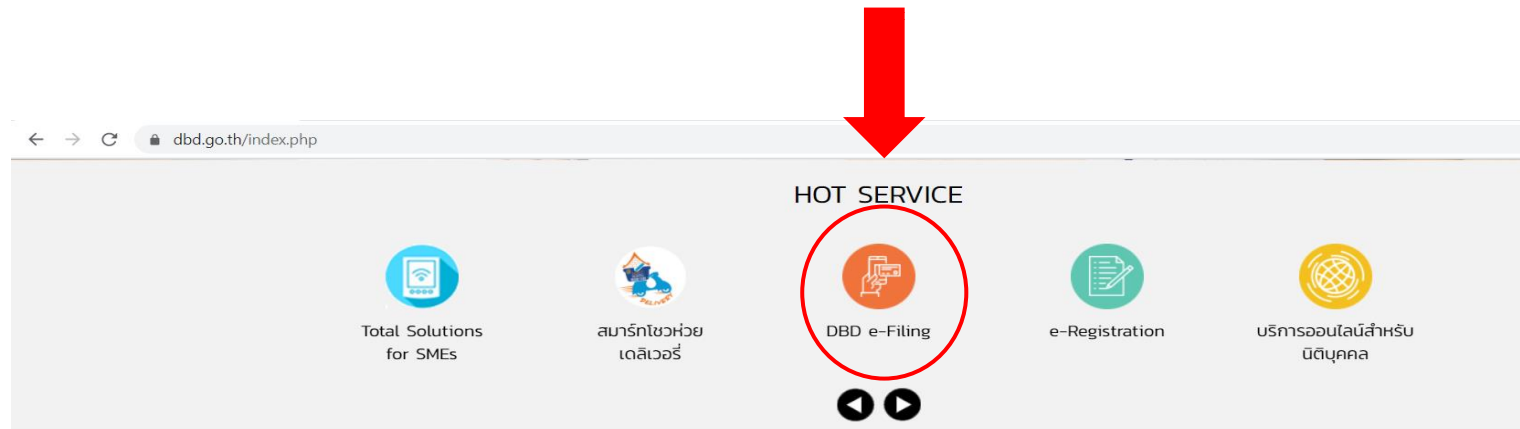 dbd.go.th/index.php
HOT SERVICE
Total Solutions
for SMEs
สมาร์ทโชวห่วย
เดลิเวอรี่
DELIVERY
DBD e-Filing
e-Registration
บริการออนไลน์สำหรับ
นิติบุคคล